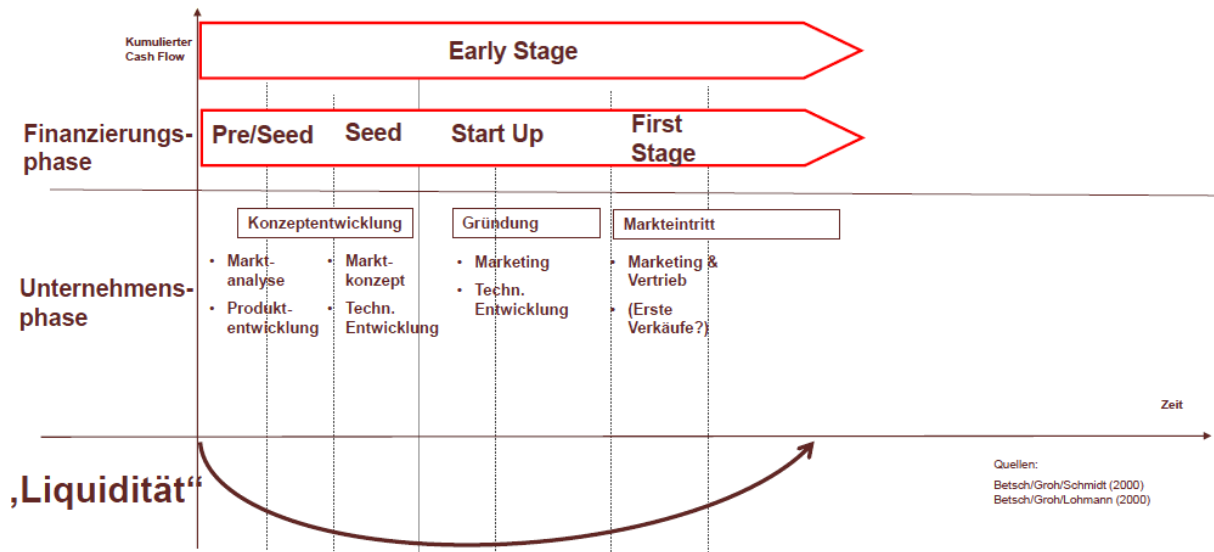 Kumulierter
Cash Flow
Early Stage
Finanzierungs-
phase
Pre/Seed
Seed
Start Up
First
Stage
Unternehmens-
phase
Konzeptentwicklung
Gründung
Markteintritt
• Markt-
analyse
• Produkt-
entwicklung
• Markt-
konzept
• Techn.
Entwicklung
• Marketing
• Techn.
Entwicklung
• Marketing &
Vertrieb
• (Erste
Verkäufe?)
Zeit
‚Liquidität“
Quellen:
Betsch/Groh/Schmidt (2000)
Betsch/Groh/Lohmann (2000)